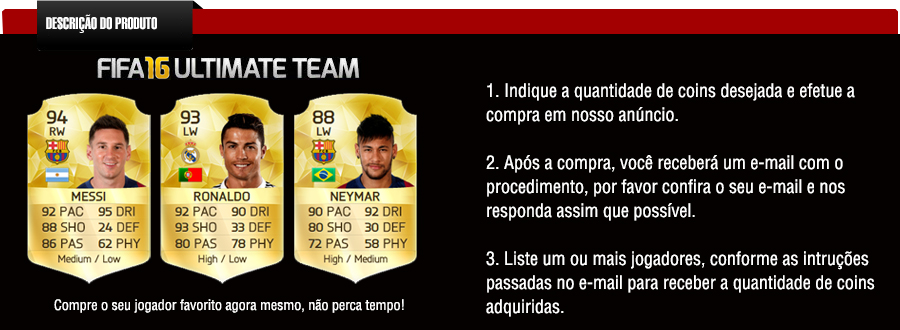 DESCRIÇÃO DO PRODUTO
FIFA16 ULTIMATE TEAM
94
RW
MESSI
92 PAC 95 DRI
88 SHO 24 DEF
86 PAS 62 PHY
Medium / Low
93
LW
RONALDO
92 PAC 90 DRI
93 SHO 33 DEF
80 PAS 78 PHY
High / Low
88
LW
NEYMAR
90 PAC 92 DRI
80 SHO 30 DEF
72 PAS 58 PHY
High / Medium
Compre o seu jogador favorito agora mesmo, não perca tempo!
1. Indique a quantidade de coins desejada e efetue a
compra em nosso anúncio.
2. Após a compra, você receberá um e-mail com o
procedimento, por favor confira o seu e-mail e nos
responda assim que possível.
3. Liste um ou mais jogadores, conforme as intruções
passadas no e-mail para receber a quantidade de coins
adquiridas.